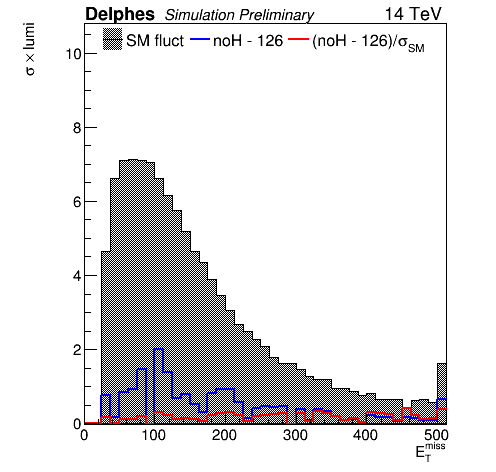 Delphes Simulation Preliminary 14 TeV
σ × lumi
SM fluct noH - 126 (noH - 126)/σ_SM
10
8
6
4
2
0
0 100 200 300 400 500
E_T^miss